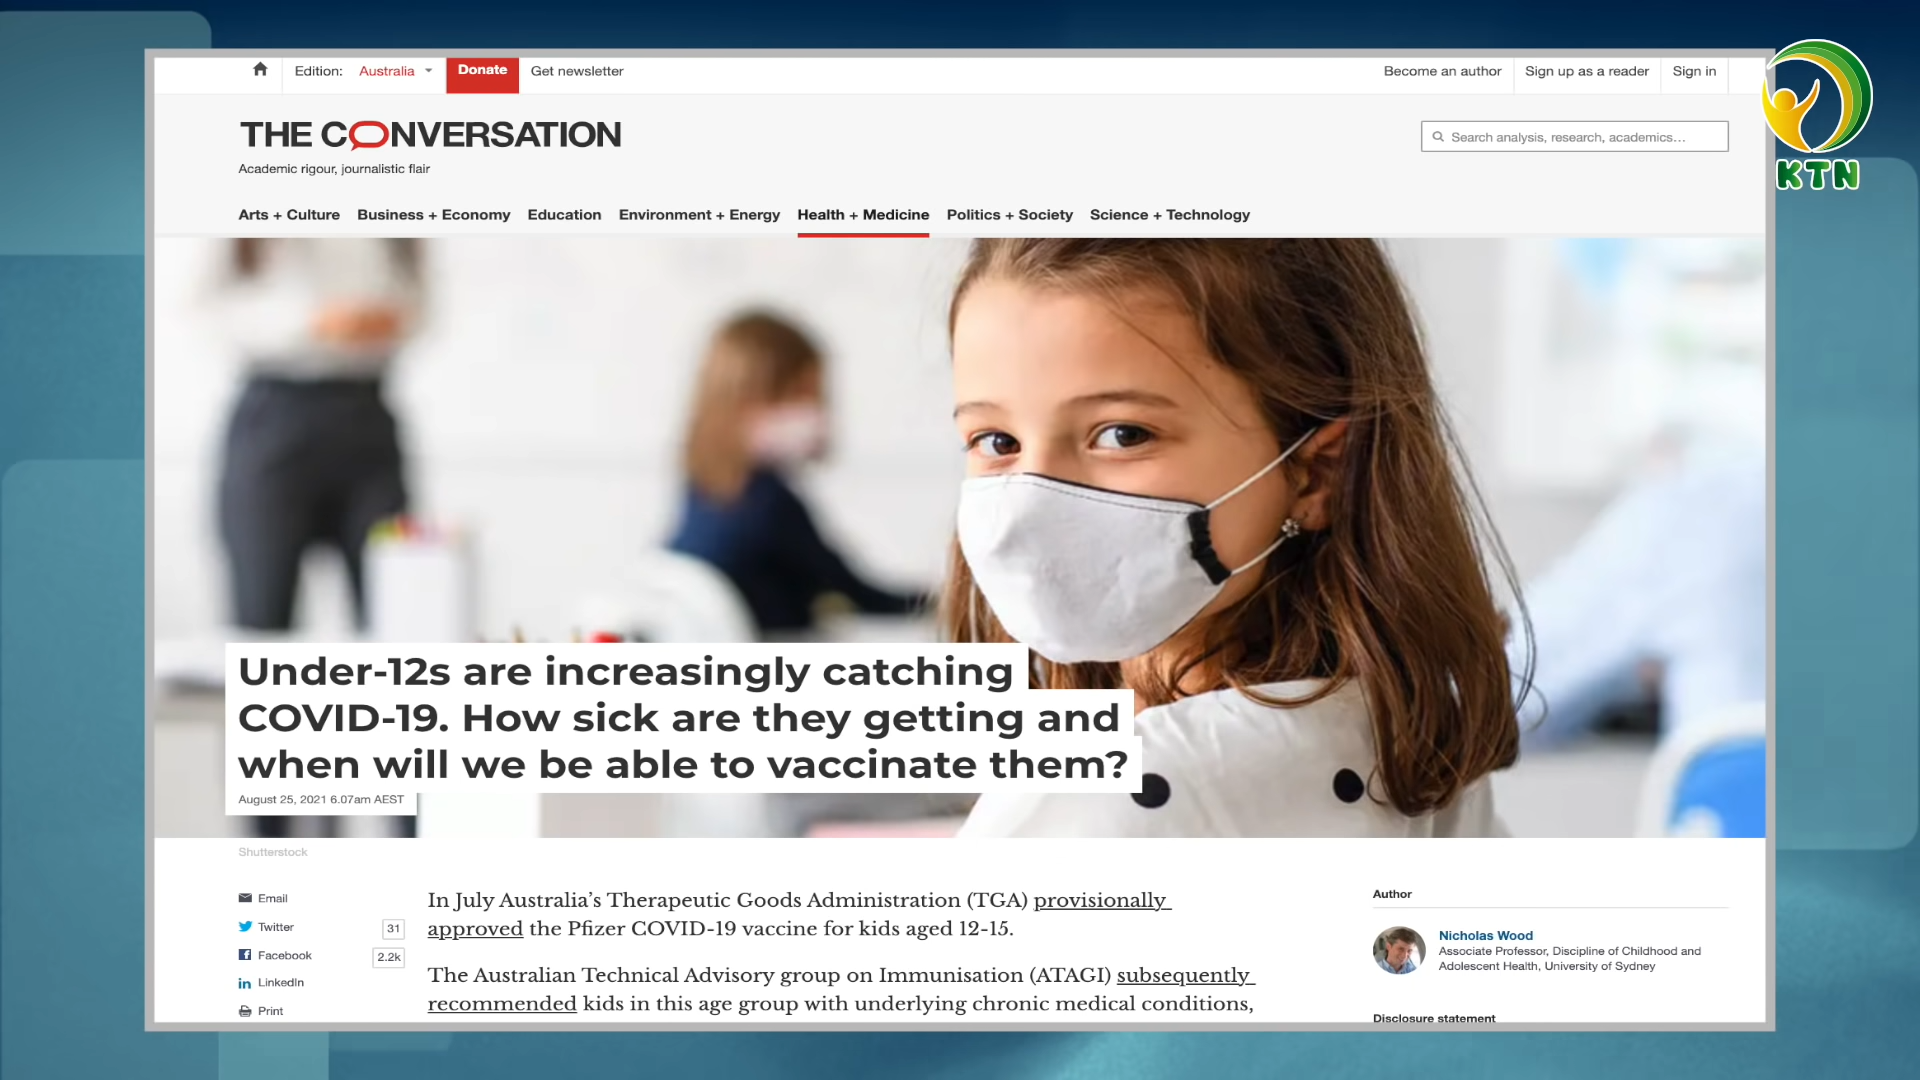 Edition: Australia
Donate
Get newsletter
Become an author
Sign up as a reader
Sign in
THE CONVERSATION
Academic rigour, journalistic flair
Search analysis, research, academics...
KTN
Arts + Culture
Business + Economy
Education
Environment + Energy
Health + Medicine
Politics + Society
Science + Technology
Under-12s are increasingly catching
COVID-19. How sick are they getting and
when will we be able to vaccinate them?
August 25, 2021 6.07am AEST
Shutterstock
Email
Twitter 31
Facebook 2.2k
LinkedIn
Print
In July Australia’s Therapeutic Goods Administration (TGA) provisionally
approved the Pfizer COVID-19 vaccine for kids aged 12-15.
The Australian Technical Advisory group on Immunisation (ATAGI) subsequently
recommended kids in this age group with underlying chronic medical conditions,
Author
Nicholas Wood
Associate Professor, Discipline of Childhood and
Adolescent Health, University of Sydney
Disclosure statement